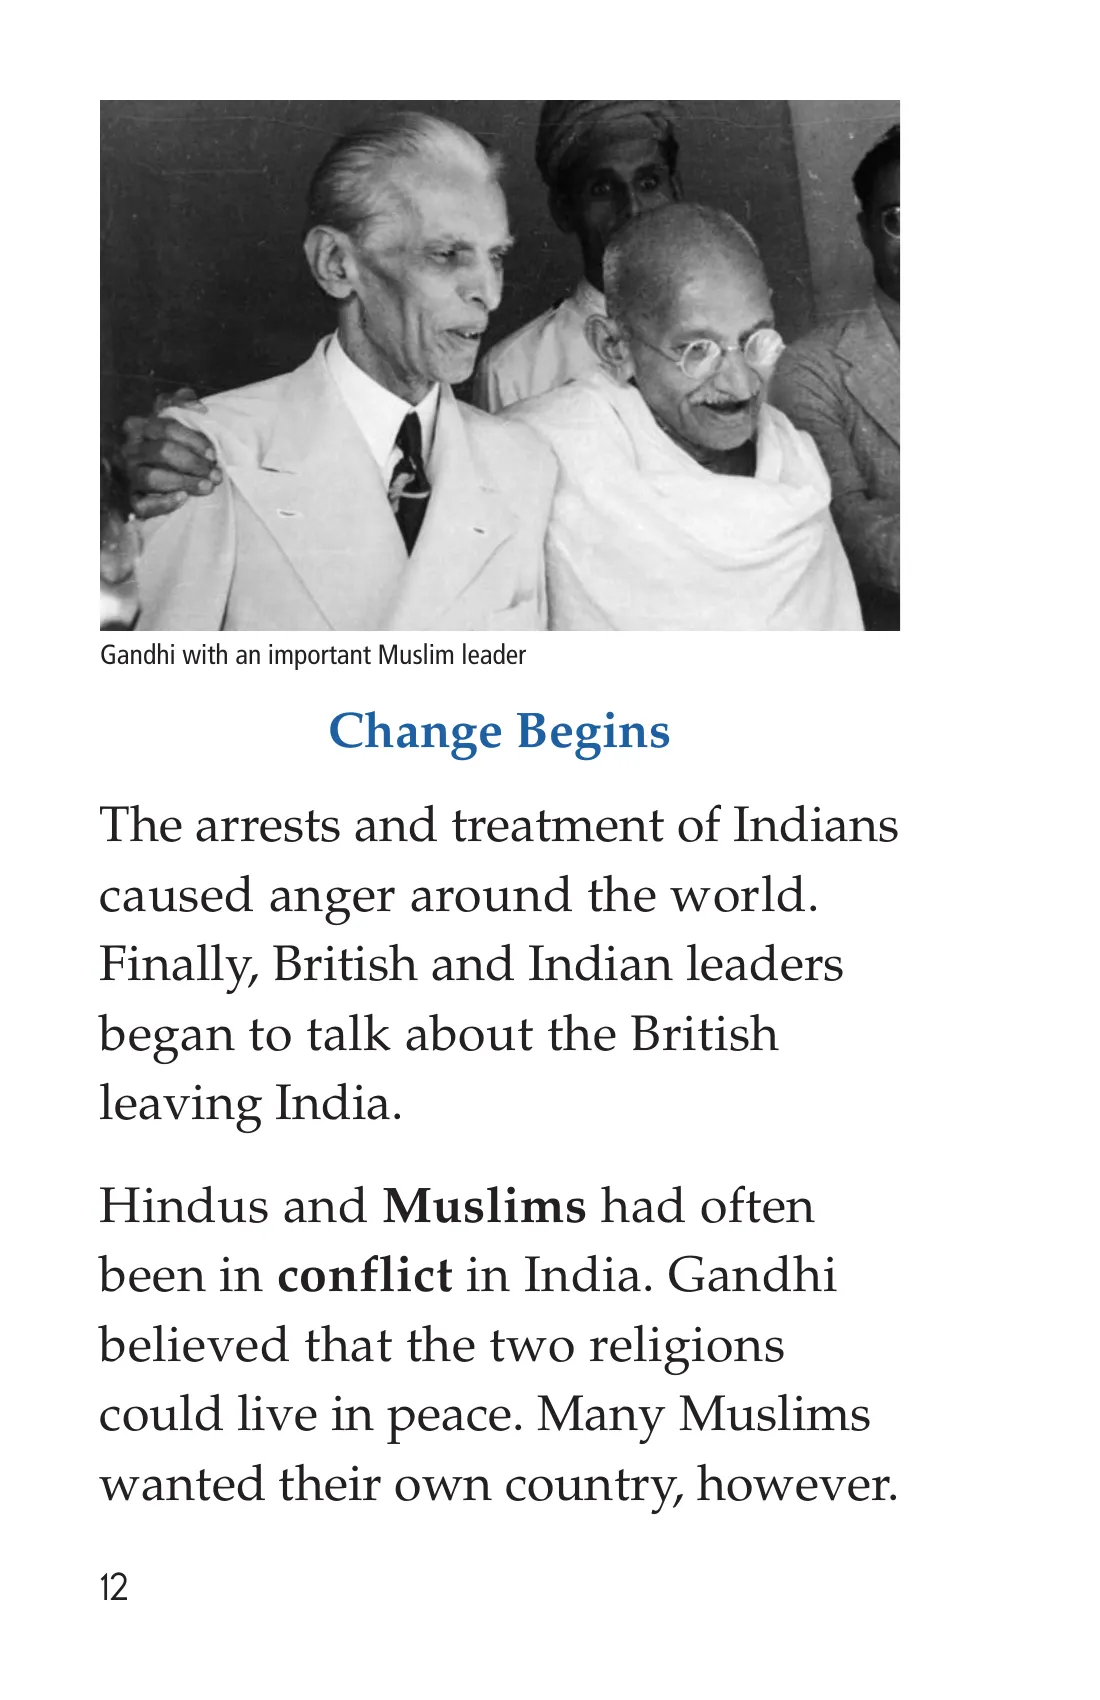 Gandhi with an important Muslim leader
Change Begins
The arrests and treatment of Indians
caused anger around the world.
Finally, British and Indian leaders
began to talk about the British
leaving India.
Hindus and Muslims had often
been in conflict in India. Gandhi
believed that the two religions
could live in peace. Many Muslims
wanted their own country, however.
12